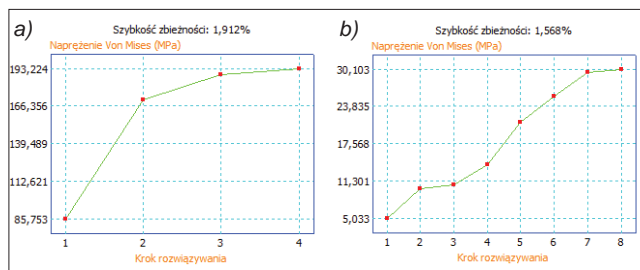 a)
Szybkość zbieżności: 1,912%
Naprężenie Von Mises (MPa)
193,224
166,356
139,489
112,621
85,753
1 2 3 4
Krok rozwiązywania
b)
Szybkość zbieżności: 1,568%
Naprężenie Von Mises (MPa)
30,103
23,835
17,568
11,301
5,033
1 2 3 4 5 6 7 8
Krok rozwiązywania